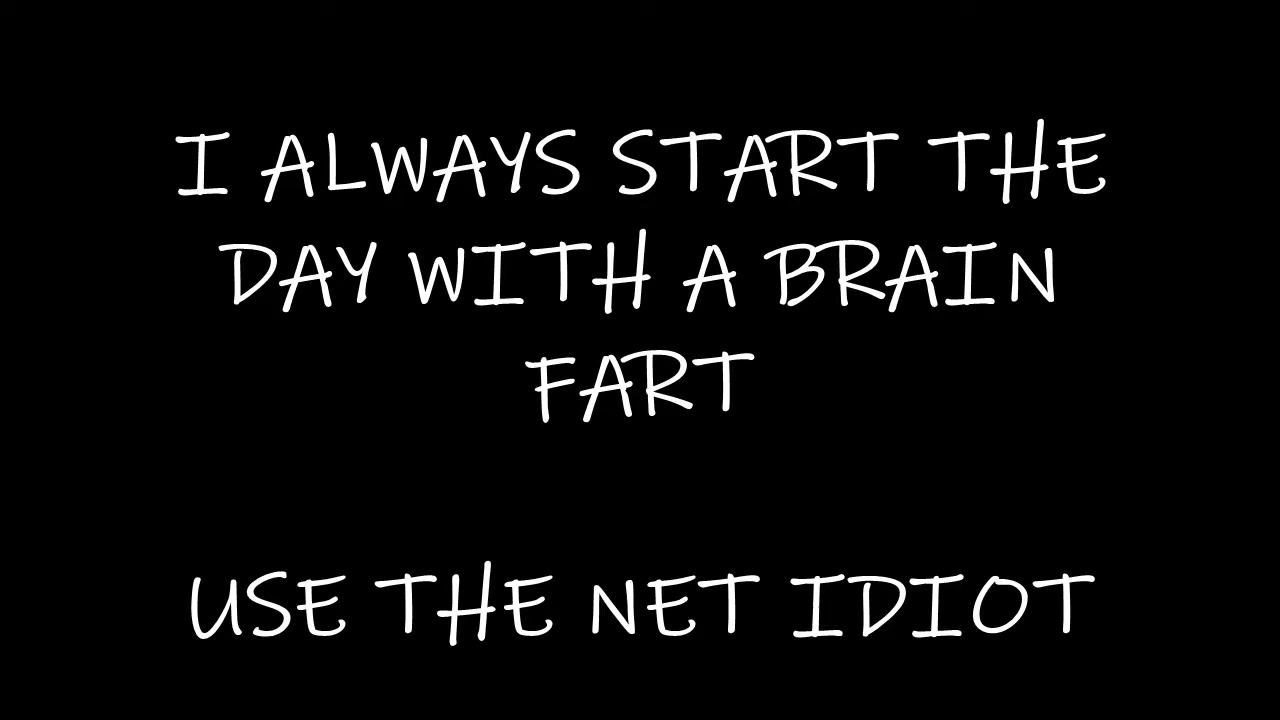 I ALWAYS START THE
DAY WITH A BRAIN
FART
USE THE NET IDIOT